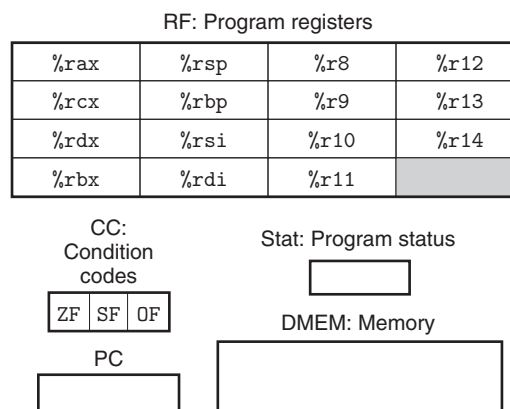 RF: Program registers
%rax %rsp %r8 %r12
%rcx %rbp %r9 %r13
%rdx %rsi %r10 %r14
%rbx %rdi %r11
CC:
Condition
codes
ZF SF OF
Stat: Program status
DMEM: Memory
PC